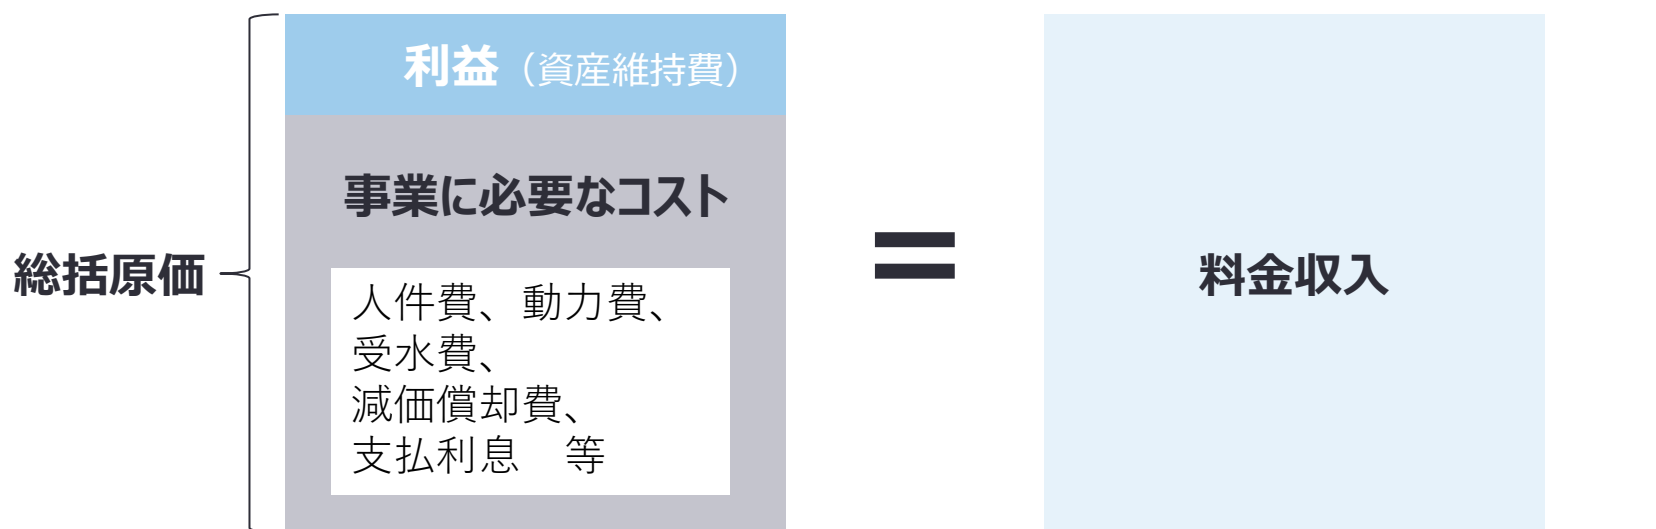 利益（資産維持費）
事業に必要なコスト
総括原価
人件費、動力費、
受水費、
減価償却費、
支払利息　等
＝
料金収入